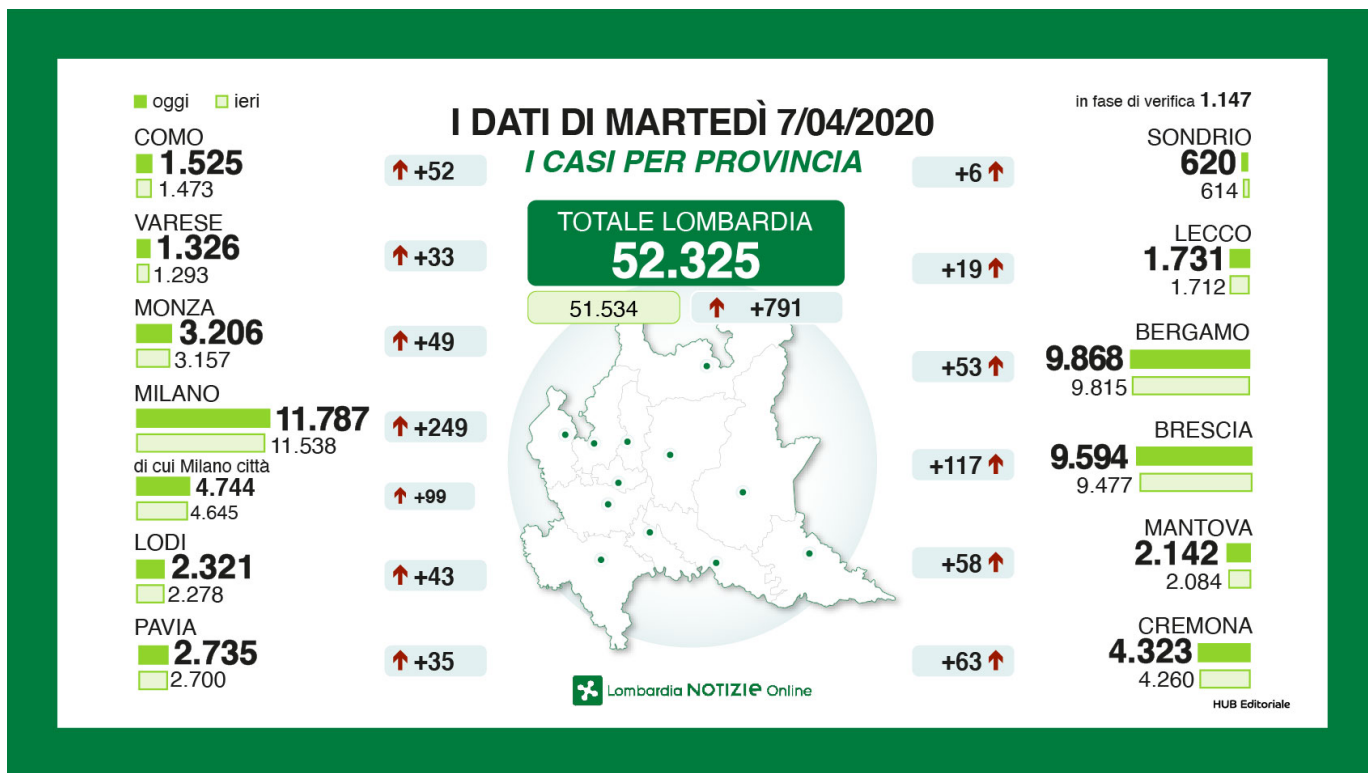 oggi ieri
I DATI DI MARTEDÌ 7/04/2020
I CASI PER PROVINCIA
in fase di verifica 1.147
TOTALE LOMBARDIA
52.325
51.534 +791
COMO
1.525 +52
1.473
VARESE
1.326 +33
1.293
MONZA
3.206 +49
3.157
MILANO
11.787 +249
11.538
di cui Milano città
4.744 +99
4.645
LODI
2.321 +43
2.278
PAVIA
2.735 +35
2.700
SONDRIO
+6 620
614
LECCO
+19 1.731
1.712
BERGAMO
+53 9.868
9.815
BRESCIA
+117 9.594
9.477
MANTOVA
+58 2.142
2.084
CREMONA
+63 4.323
4.260
Lombardia NOTIZIE Online
HUB Editoriale